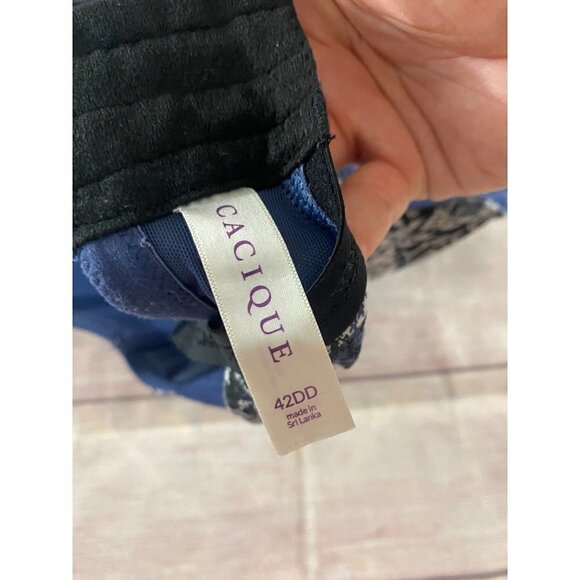 CACIQUE
42DD
made in
Sri Lanka